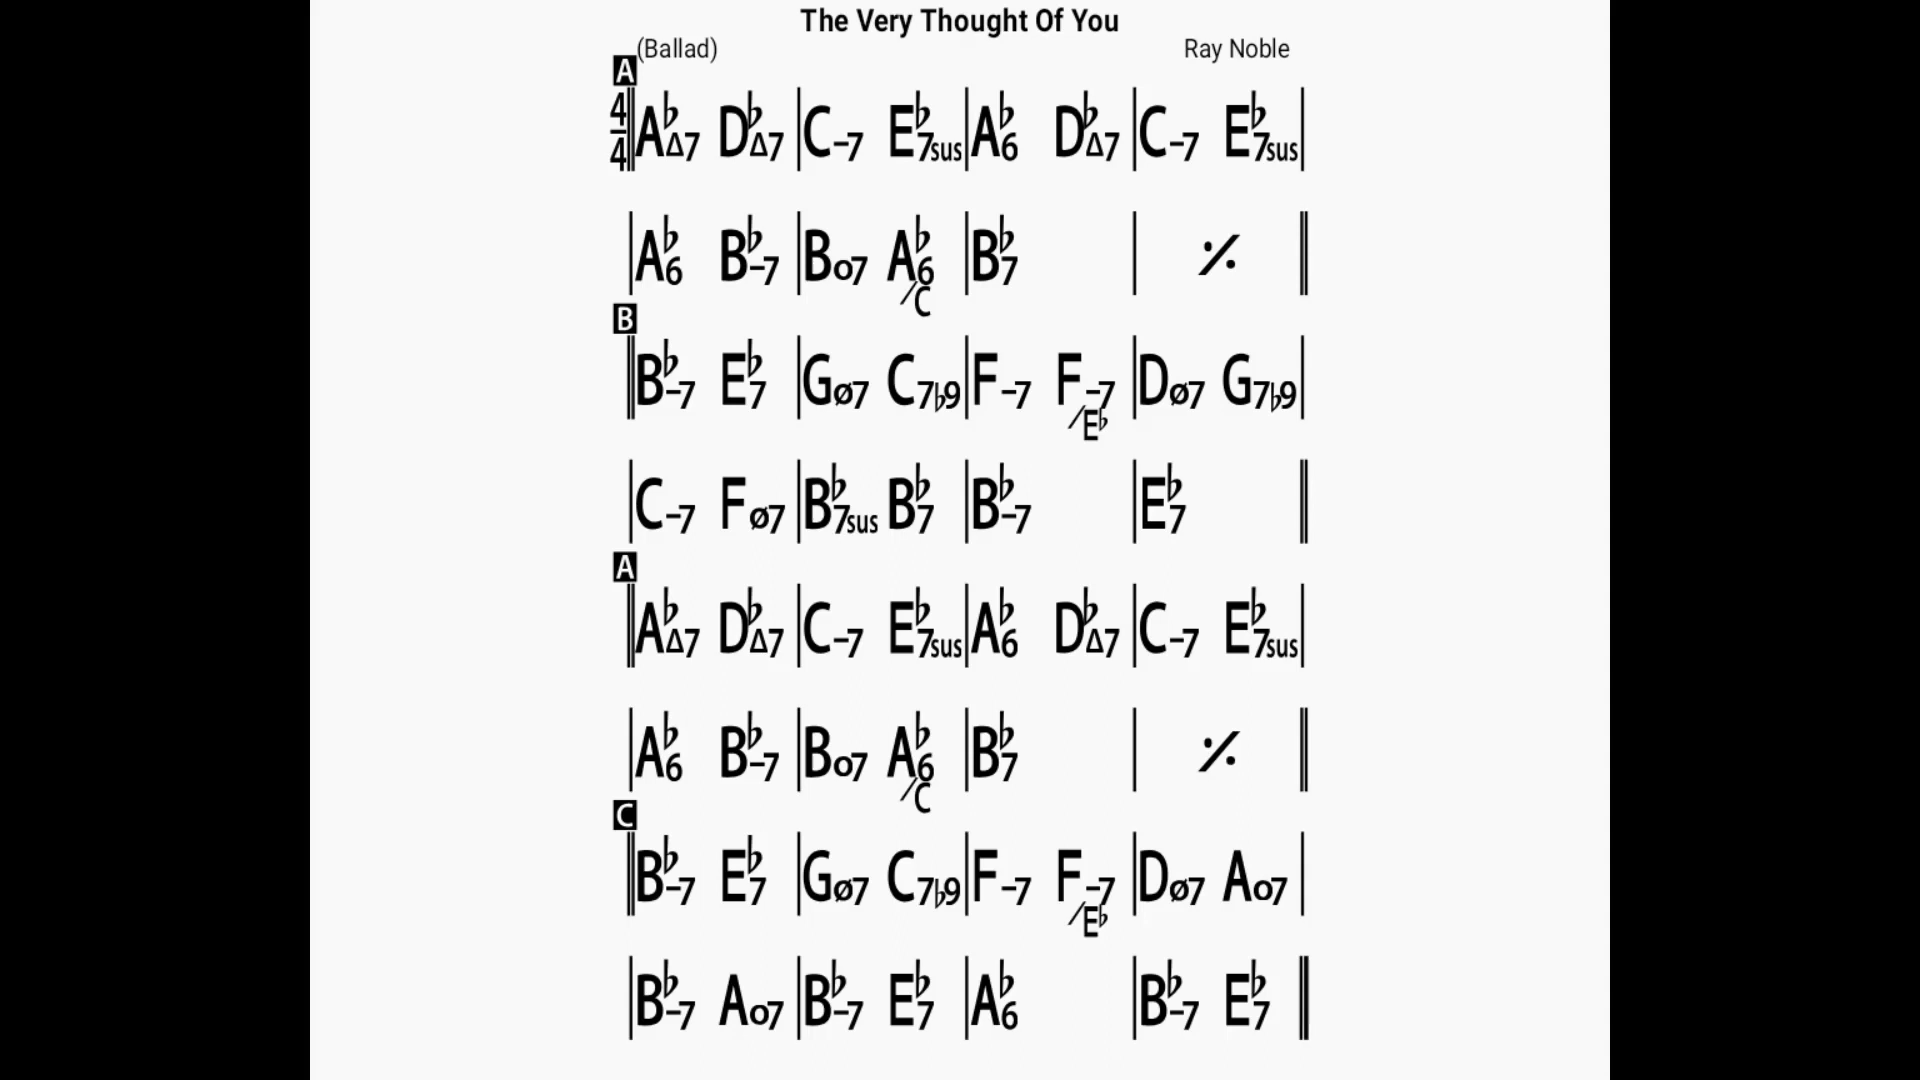 The Very Thought Of You
(Ballad) Ray Noble
A
4/4 A♭Δ7 D♭Δ7 | C–7 E♭7sus | A♭6 D♭Δ7 | C–7 E♭7sus |
| A♭6 B♭–7 | Bo7 A♭6/C | B♭7 | 𝄎 ||
B
|| B♭–7 E♭7 | Gø7 C7♭9 | F–7 F–7/E♭ | Dø7 G7♭9 |
| C–7 Fø7 | B♭7sus B♭7 | B♭–7 | E♭7 ||
A
|| A♭Δ7 D♭Δ7 | C–7 E♭7sus | A♭6 D♭Δ7 | C–7 E♭7sus |
| A♭6 B♭–7 | Bo7 A♭6/C | B♭7 | 𝄎 ||
C
|| B♭–7 E♭7 | Gø7 C7♭9 | F–7 F–7/E♭ | Dø7 Ao7 |
| B♭–7 Ao7 | B♭–7 E♭7 | A♭6 | B♭–7 E♭7 ||